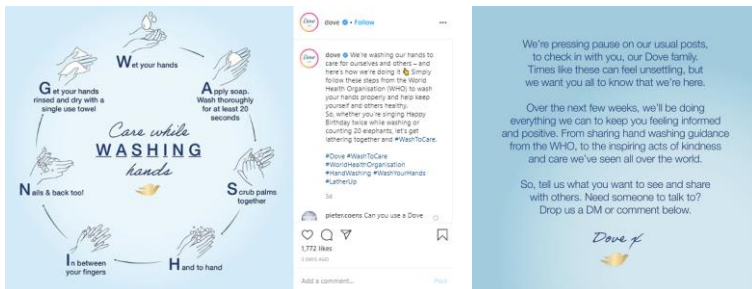 Wet your hands
Apply soap.
Wash thoroughly
for at least 20
seconds
Scrub palms
together
Hand to hand
In between
your fingers
Nails & back too!
Get your hands
rinsed and dry with a
single use towel
Care while
WASHING
hands
Dove
dove • Follow
Dove
dove We're washing our hands to
care for ourselves and others – and
here's how we're doing it Simply
follow these steps from the World
Health Organisation (WHO) to wash
your hands properly and help keep
yourself and others healthy.
So, whether you're singing Happy
Birthday twice while washing or
counting 20 elephants, let's get
lathering together and #WashToCare.
#Dove #WashToCare
#WorldHealthOrganisation
#HandWashing #WashYourHands
#LatherUp
3d
pieter.coens Can you use a Dove
1,772 likes
3 DAYS AGO
Add a comment...
Post
We're pressing pause on our usual posts,
to check in with you, our Dove family.
Times like these can feel unsettling, but
we want you all to know that we're here.
Over the next few weeks, we'll be doing
everything we can to keep you feeling informed
and positive. From sharing hand washing guidance
from the WHO, to the inspiring acts of kindness
and care we've seen all over the world.
So, tell us what you want to see and share
with others. Need someone to talk to?
Drop us a DM or comment below.
Dove x